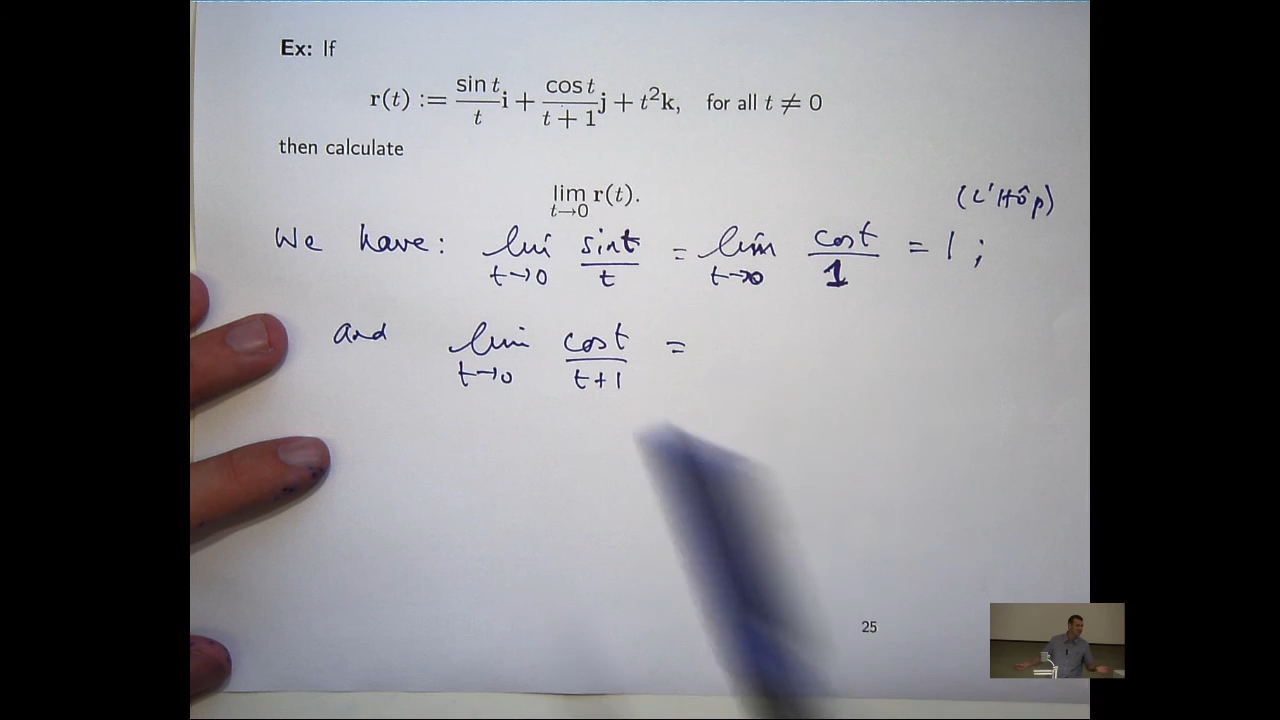 Ex: If
r(t) := sin t/t i + cos t/(t + 1) j + t²k, for all t ≠ 0
then calculate
lim t→0 r(t).
(L'Hôp)
We have: lim t→0 sin t/t = lim t→0 cos t/1 = 1 ;
and lim t→0 cos t/t+1 =
25